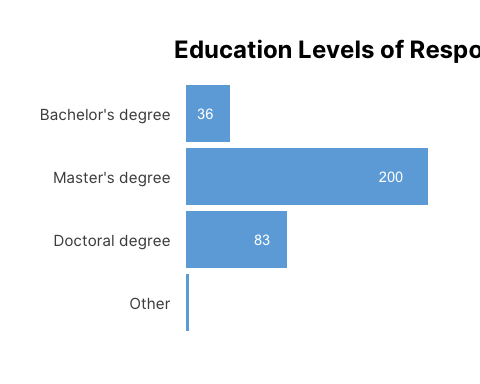 Education Levels of Respo
Bachelor's degree 36
Master's degree 200
Doctoral degree 83
Other